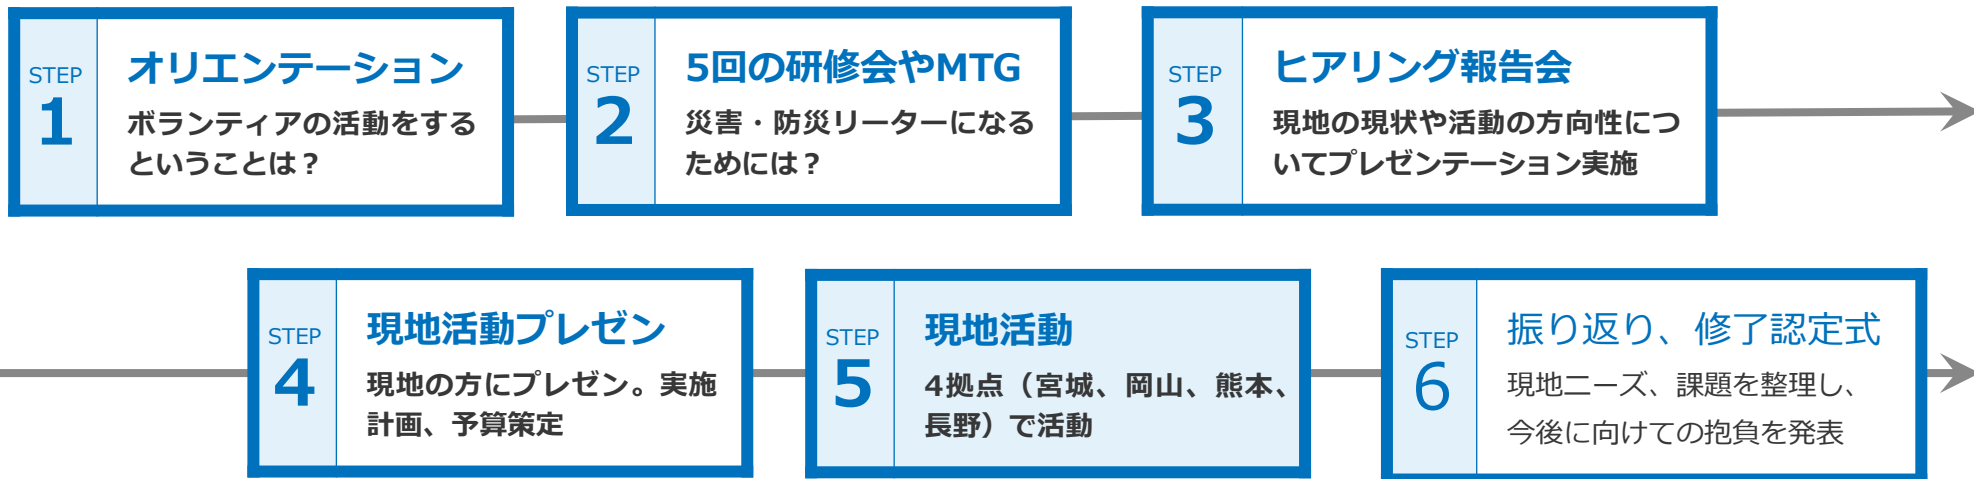 STEP
1
オリエンテーション
ボランティアの活動をする
ということは？
STEP
2
5回の研修会やMTG
災害・防災リーターになる
ためには？
STEP
3
ヒアリング報告会
現地の現状や活動の方向性につ
いてプレゼンテーション実施
STEP
4
現地活動プレゼン
現地の方にプレゼン。実施
計画、予算策定
STEP
5
現地活動
4拠点（宮城、岡山、熊本、
長野）で活動
STEP
6
振り返り、修了認定式
現地ニーズ、課題を整理し、
今後に向けての抱負を発表